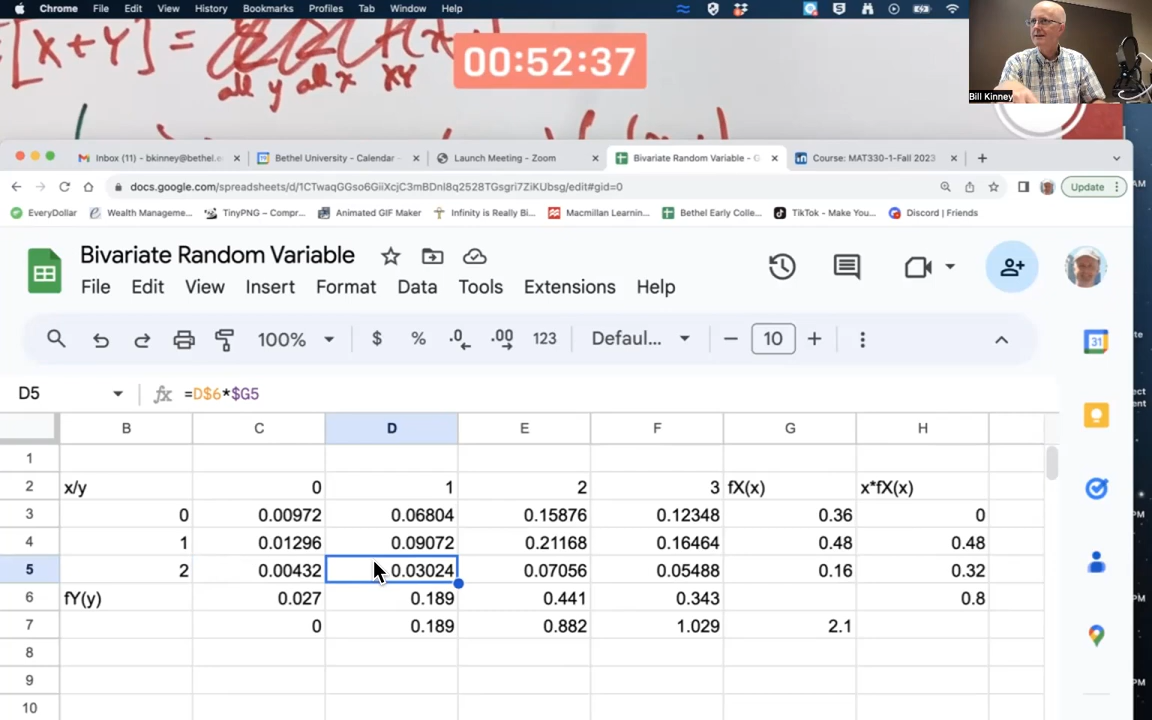 Chrome File Edit View History Bookmarks Profiles Tab Window Help
[X+Y] =
all y all x XY
00:52:37
Bill Kinney
Inbox (11) - bkinney@bethel.
Bethel University - Calendar
Launch Meeting - Zoom
Bivariate Random Variable - G
Course: MAT330-1-Fall 2023
docs.google.com/spreadsheets/d/1CTwaqGGso6GiiXcjC3mBDnI8q2528TGsgri7ZiKUbsg/edit#gid=0
Update
EveryDollar
Wealth Manageme...
TinyPNG – Compr...
Animated GIF Maker
Infinity is Really Bi...
Macmillan Learnin...
Bethel Early Colle...
TikTok - Make You...
Discord | Friends
Bivariate Random Variable
File Edit View Insert Format Data Tools Extensions Help
100% $ % .0 .00 123 Defaul... 10
31
D5 fx =D$6*$G5
B C D E F G H
1
2 x/y 0 1 2 3 fX(x) x*fX(x)
3 0 0.00972 0.06804 0.15876 0.12348 0.36 0
4 1 0.01296 0.09072 0.21168 0.16464 0.48 0.48
5 2 0.00432 0.03024 0.07056 0.05488 0.16 0.32
6 fY(y) 0.027 0.189 0.441 0.343 0.8
7 0 0.189 0.882 1.029 2.1
8
9
10